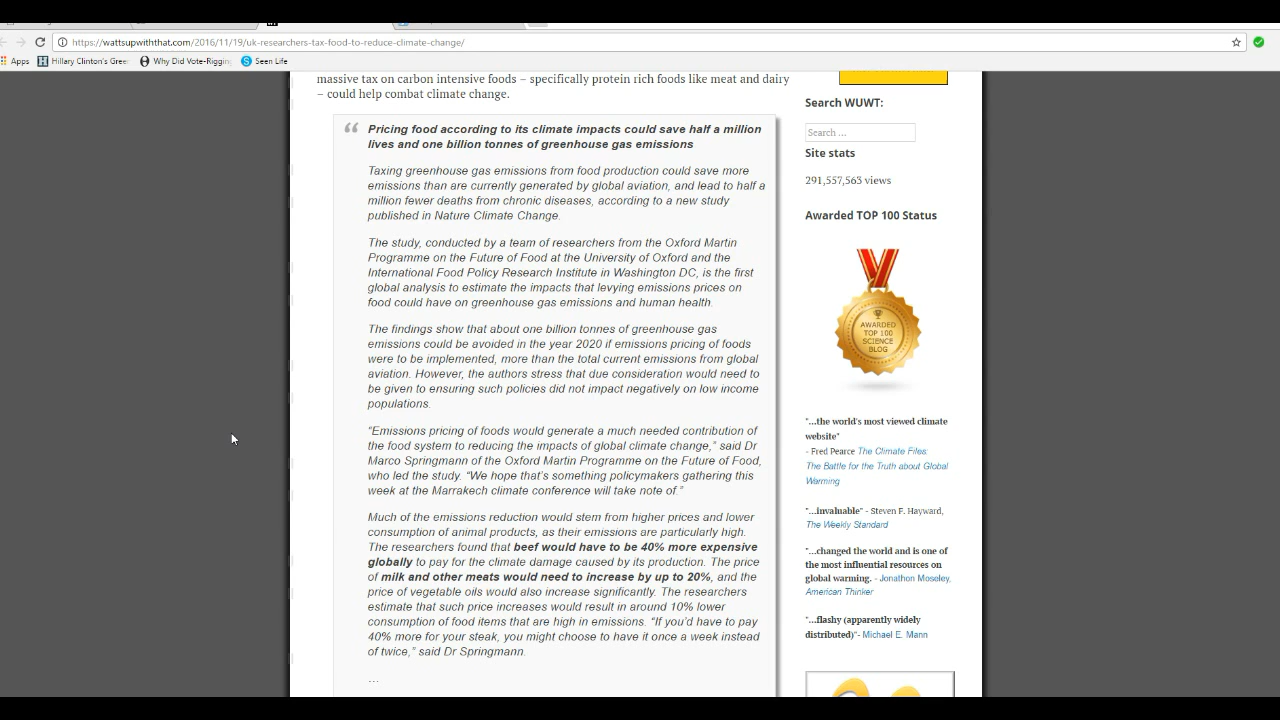 https://wattsupwiththat.com/2016/11/19/uk-researchers-tax-food-to-reduce-climate-change/
Apps
Hillary Clinton's Gree
Why Did Vote-Rigging
Seen Life
massive tax on carbon intensive foods – specifically protein rich foods like meat and dairy
– could help combat climate change.
“
Pricing food according to its climate impacts could save half a million
lives and one billion tonnes of greenhouse gas emissions
Taxing greenhouse gas emissions from food production could save more
emissions than are currently generated by global aviation, and lead to half a
million fewer deaths from chronic diseases, according to a new study
published in Nature Climate Change.
The study, conducted by a team of researchers from the Oxford Martin
Programme on the Future of Food at the University of Oxford and the
International Food Policy Research Institute in Washington DC, is the first
global analysis to estimate the impacts that levying emissions prices on
food could have on greenhouse gas emissions and human health.
The findings show that about one billion tonnes of greenhouse gas
emissions could be avoided in the year 2020 if emissions pricing of foods
were to be implemented, more than the total current emissions from global
aviation. However, the authors stress that due consideration would need to
be given to ensuring such policies did not impact negatively on low income
populations.
“Emissions pricing of foods would generate a much needed contribution of
the food system to reducing the impacts of global climate change,” said Dr
Marco Springmann of the Oxford Martin Programme on the Future of Food,
who led the study. “We hope that’s something policymakers gathering this
week at the Marrakech climate conference will take note of.”
Much of the emissions reduction would stem from higher prices and lower
consumption of animal products, as their emissions are particularly high.
The researchers found that beef would have to be 40% more expensive
globally to pay for the climate damage caused by its production. The price
of milk and other meats would need to increase by up to 20%, and the
price of vegetable oils would also increase significantly. The researchers
estimate that such price increases would result in around 10% lower
consumption of food items that are high in emissions. “If you’d have to pay
40% more for your steak, you might choose to have it once a week instead
of twice,” said Dr Springmann.
…
Search WUWT:
Search ...
Site stats
291,557,563 views
Awarded TOP 100 Status
AWARDED
TOP 100
SCIENCE
BLOG
"...the world's most viewed climate
website"
- Fred Pearce The Climate Files:
The Battle for the Truth about Global
Warming
"...invaluable" - Steven F. Hayward,
The Weekly Standard
"...changed the world and is one of
the most influential resources on
global warming. - Jonathon Moseley,
American Thinker
"...flashy (apparently widely
distributed)"- Michael E. Mann